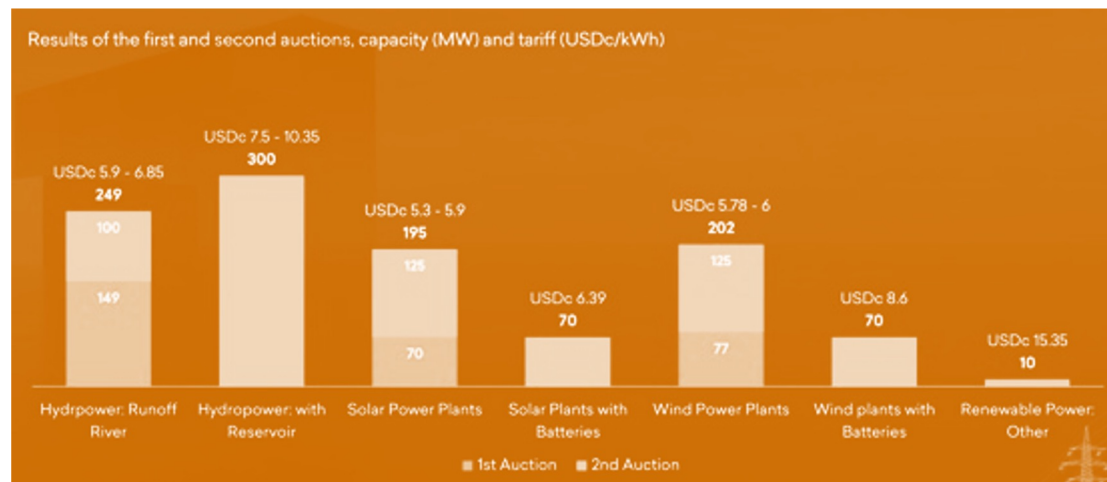 Results of the first and second auctions, capacity (MW) and tariff (USDc/kWh)
USDc 5.9 - 6.85
249
100
149
Hydrpower: Runoff
River
USDc 7.5 - 10.35
300
Hydropower: with
Reservoir
USDc 5.3 - 5.9
195
125
70
Solar Power Plants
USDc 6.39
70
Solar Plants with
Batteries
USDc 5.78 - 6
202
125
77
Wind Power Plants
USDc 8.6
70
Wind plants with
Batteries
USDc 15.35
10
Renewable Power:
Other
1st Auction
2nd Auction